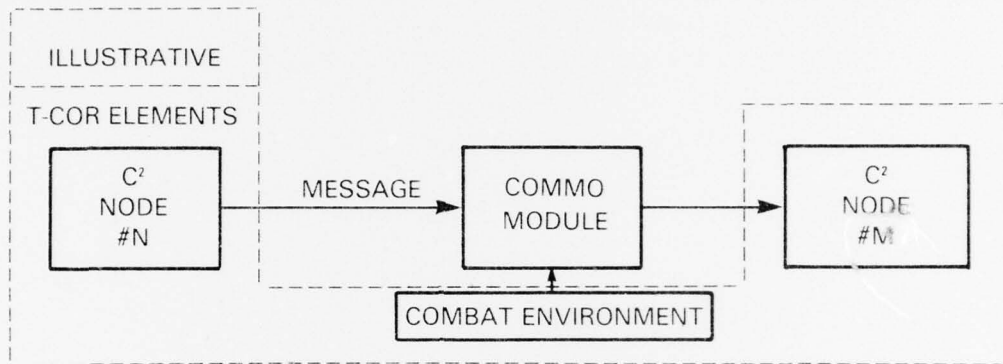 ILLUSTRATIVE
T-COR ELEMENTS
C²
NODE
#N
MESSAGE
COMMO
MODULE
C²
NODE
#M
COMBAT ENVIRONMENT